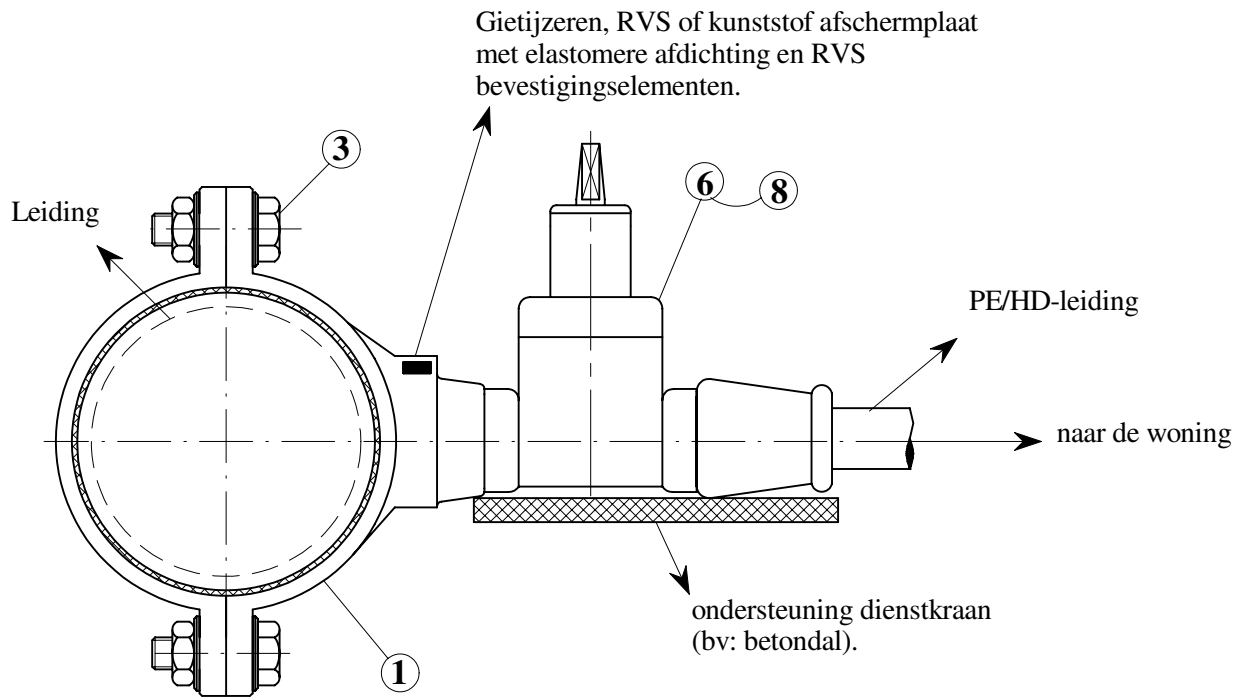 Gietijzeren, RVS of kunststof afschermplaat
met elastomere afdichting en RVS
bevestigingselementen.
3
6
8
Leiding
PE/HD-leiding
naar de woning
ondersteuning dienstkraan
(bv: betondal).
1